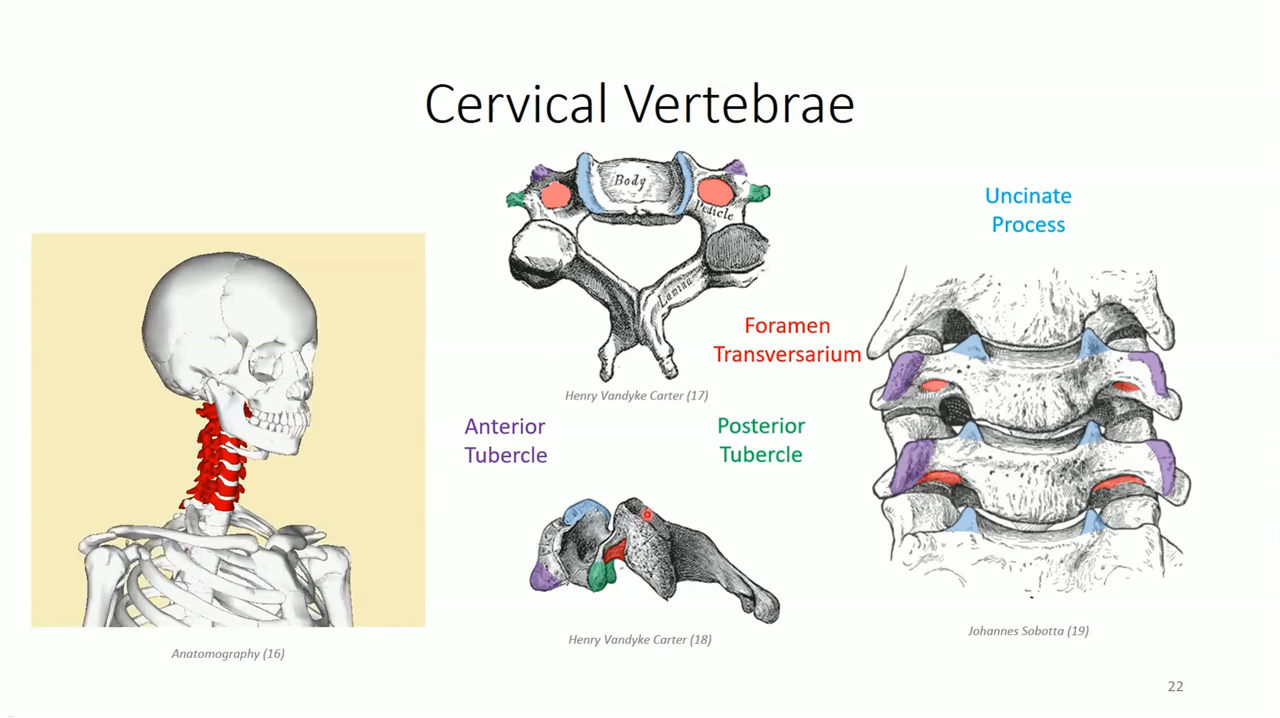 Cervical Vertebrae
Body
Pedicle
Lamina
Henry Vandyke Carter (17)
Uncinate
Process
Foramen
Transversarium
Anterior
Tubercle
Posterior
Tubercle
Henry Vandyke Carter (18)
Johannes Sobotta (19)
Anatomography (16)
22